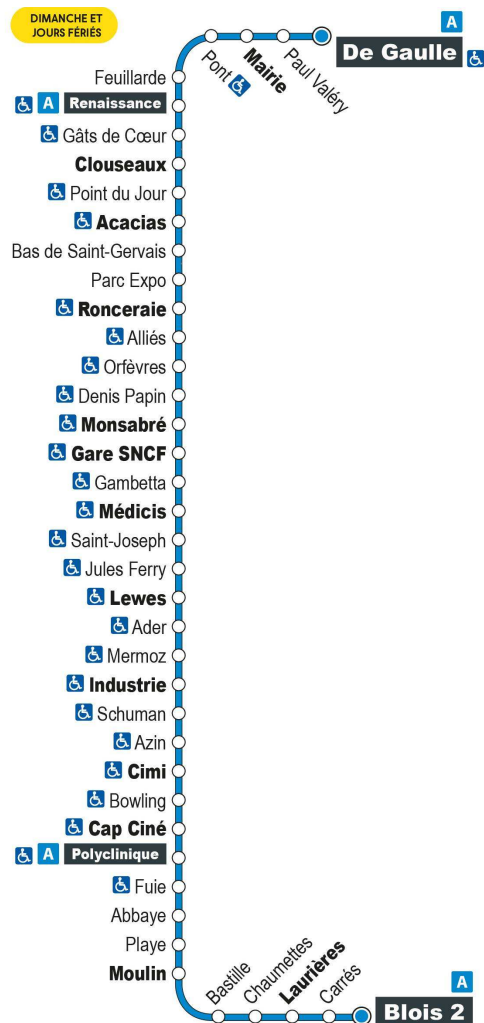 DIMANCHE ET
JOURS FÉRIÉS
A
De Gaulle
Paul Valéry
Mairie
Pont
Feuillarde
A Renaissance
Gâts de Cœur
Clouseaux
Point du Jour
Acacias
Bas de Saint-Gervais
Parc Expo
Ronceraie
Alliés
Orfèvres
Denis Papin
Monsabré
Gare SNCF
Gambetta
Médicis
Saint-Joseph
Jules Ferry
Lewes
Ader
Mermoz
Industrie
Schuman
Azin
Cimi
Bowling
Cap Ciné
A Polyclinique
Fuie
Abbaye
Playe
Moulin
Bastille
Chaumettes
Laurières
Carrés
A
Blois 2